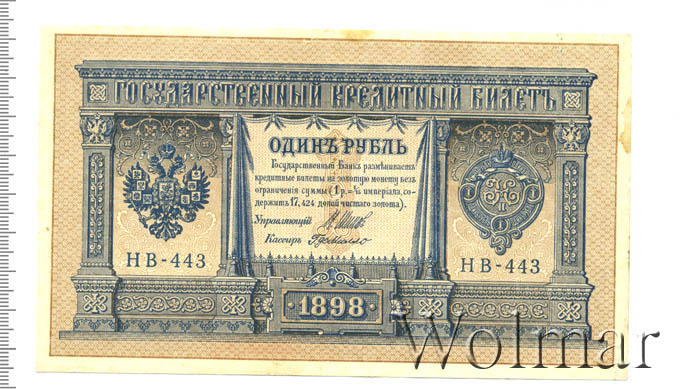 ГОСУДАРСТВЕННЫЙ КРЕДИТНЫЙ БИЛЕТЪ
ОДИНЪ РУБЛЬ
Государственный Банкъ размѣниваетъ
кредитные билеты на золотую монету безъ
ограниченія суммы (1 р.= 1/15 имперіала, со-
держитъ 17,424 долей чистаго золота).
Управляющій
Кассиръ
НВ-443
НВ-443
1898
Wolmar